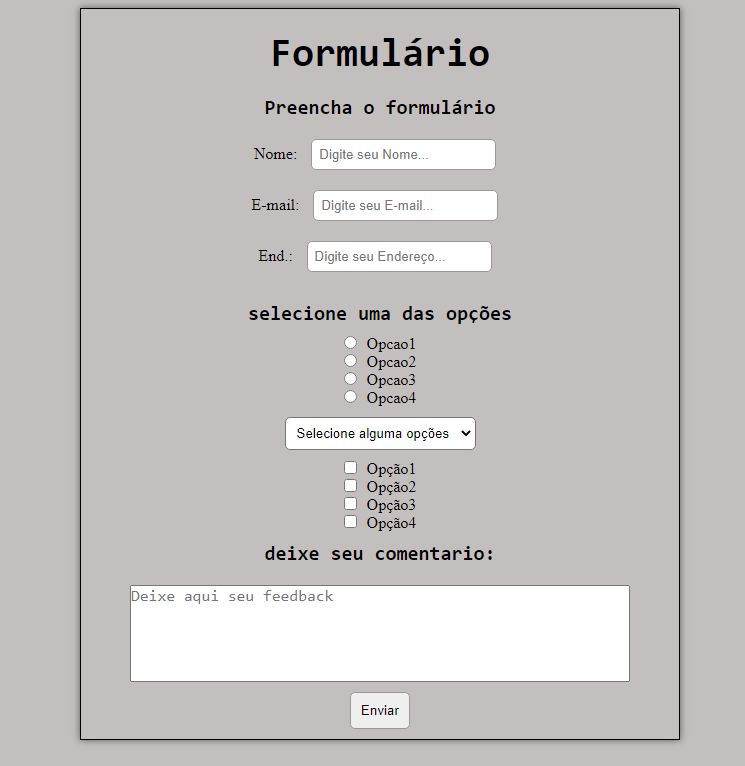 Formulário
Preencha o formulário
Nome: Digite seu Nome...
E-mail: Digite seu E-mail...
End.: Digite seu Endereço...
selecione uma das opções
Opcao1
Opcao2
Opcao3
Opcao4
Selecione alguma opções
Opção1
Opção2
Opção3
Opção4
deixe seu comentario:
Deixe aqui seu feedback
Enviar